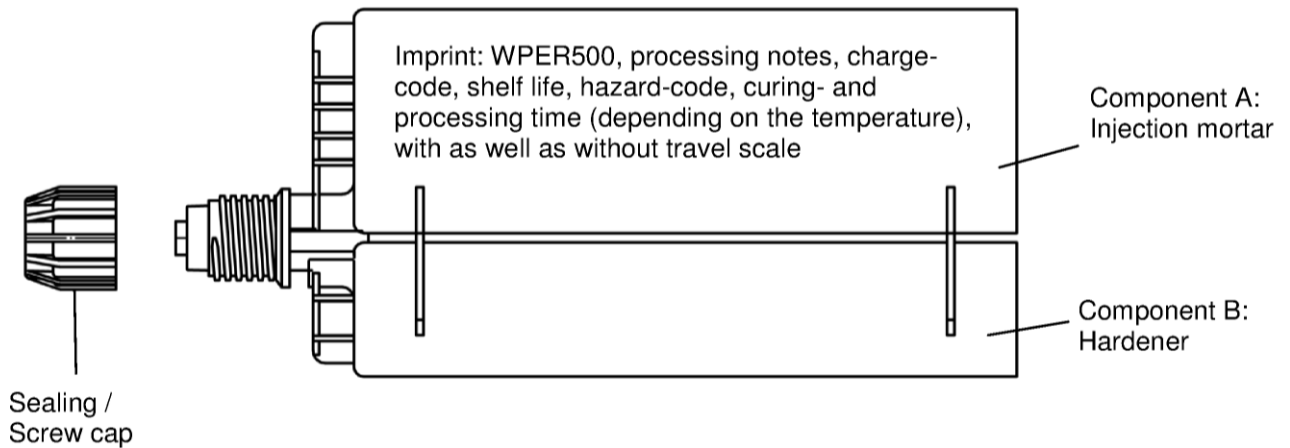 Imprint: WPER500, processing notes, charge-
code, shelf life, hazard-code, curing- and
processing time (depending on the temperature),
with as well as without travel scale
Component A:
Injection mortar
Component B:
Hardener
Sealing /
Screw cap